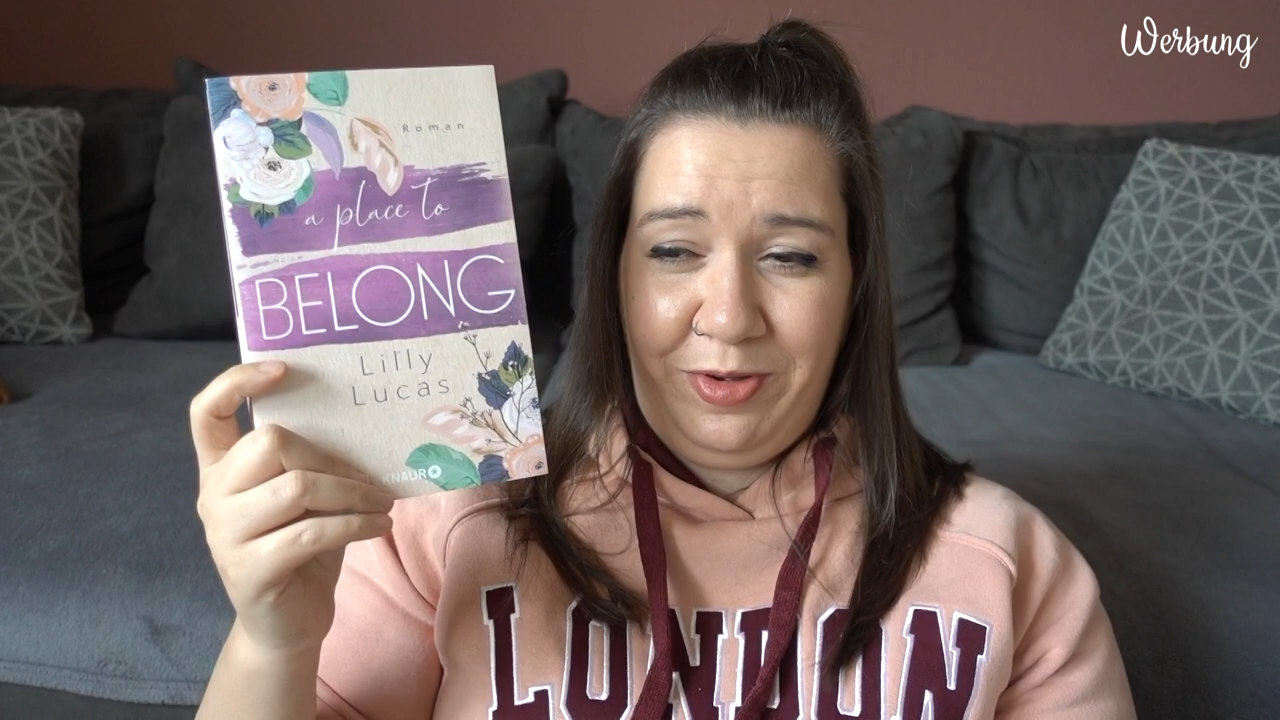 Werbung
Roman
a place to
BELONG
Lilly
Lucas
KNAUR
LONDON